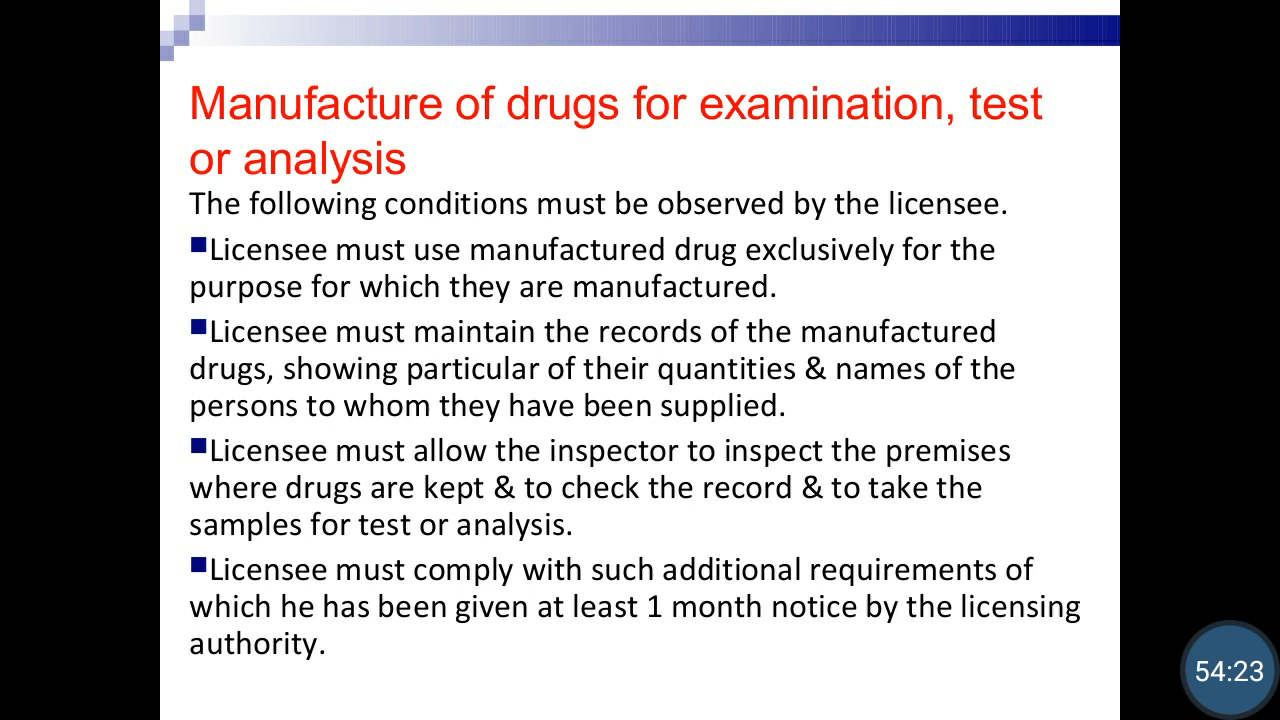 Manufacture of drugs for examination, test
or analysis
The following conditions must be observed by the licensee.
Licensee must use manufactured drug exclusively for the
purpose for which they are manufactured.
Licensee must maintain the records of the manufactured
drugs, showing particular of their quantities & names of the
persons to whom they have been supplied.
Licensee must allow the inspector to inspect the premises
where drugs are kept & to check the record & to take the
samples for test or analysis.
Licensee must comply with such additional requirements of
which he has been given at least 1 month notice by the licensing
authority.
54:23